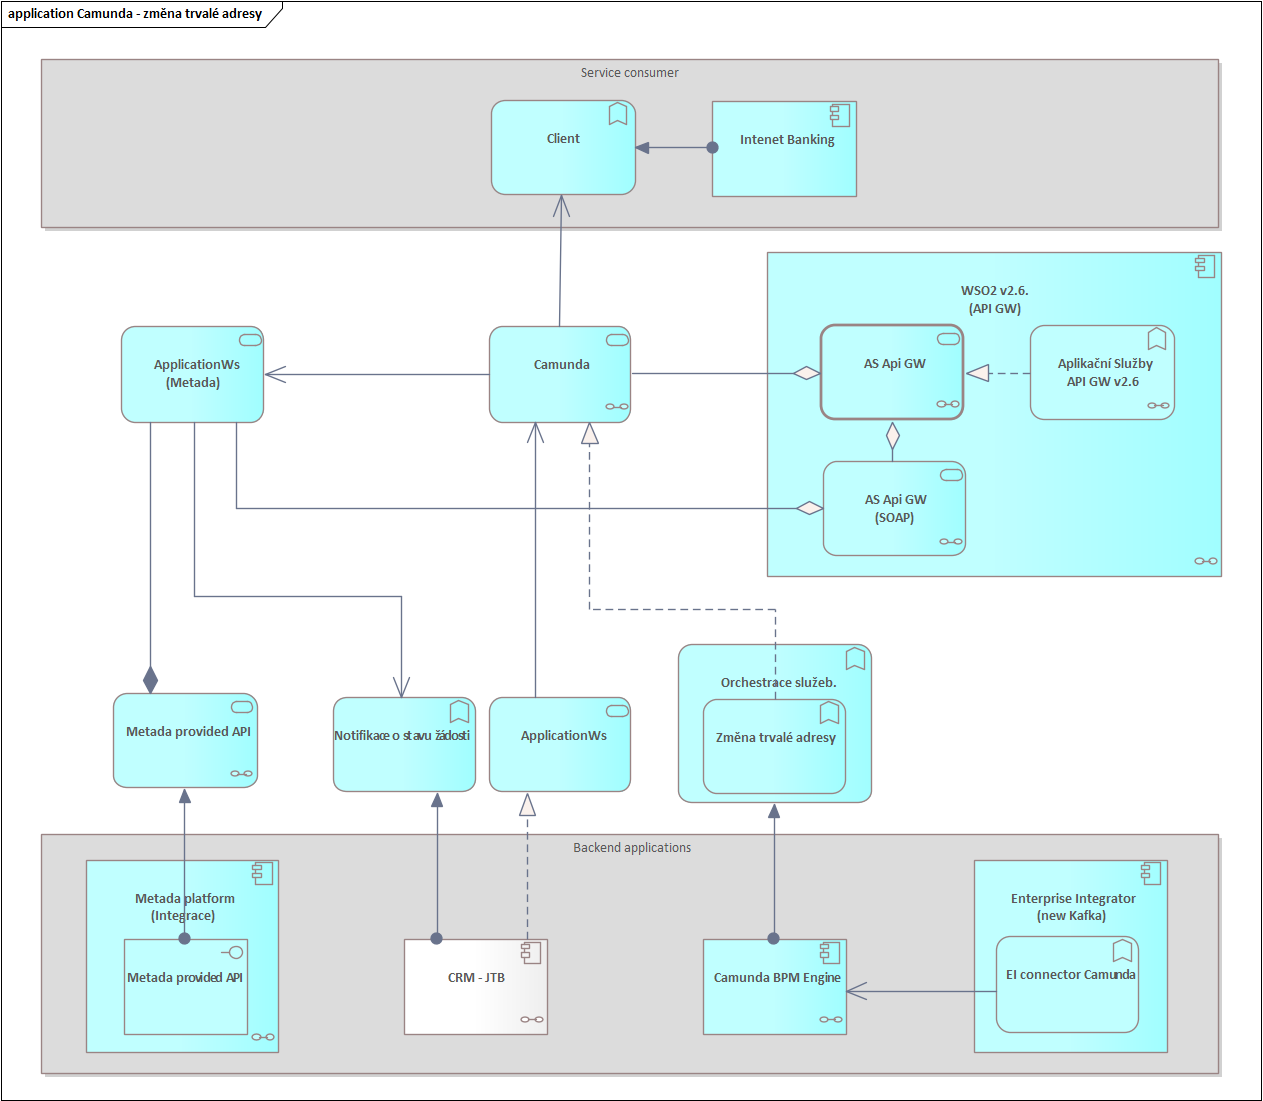 application Camunda - změna trvalé adresy
Service consumer
Client
Intenet Banking
WSO2 v2.6.
(API GW)
ApplicationWs
(Metada)
Camunda
AS Api GW
Aplikační Služby
API GW v2.6
AS Api GW
(SOAP)
Orchestrace služeb.
Metada provided API
Notifikace o stavu žádosti
ApplicationWs
Změna trvalé adresy
Backend applications
Metada platform
(Integrace)
Metada provided API
CRM - JTB
Camunda BPM Engine
Enterprise Integrator
(new Kafka)
EI connector Camunda